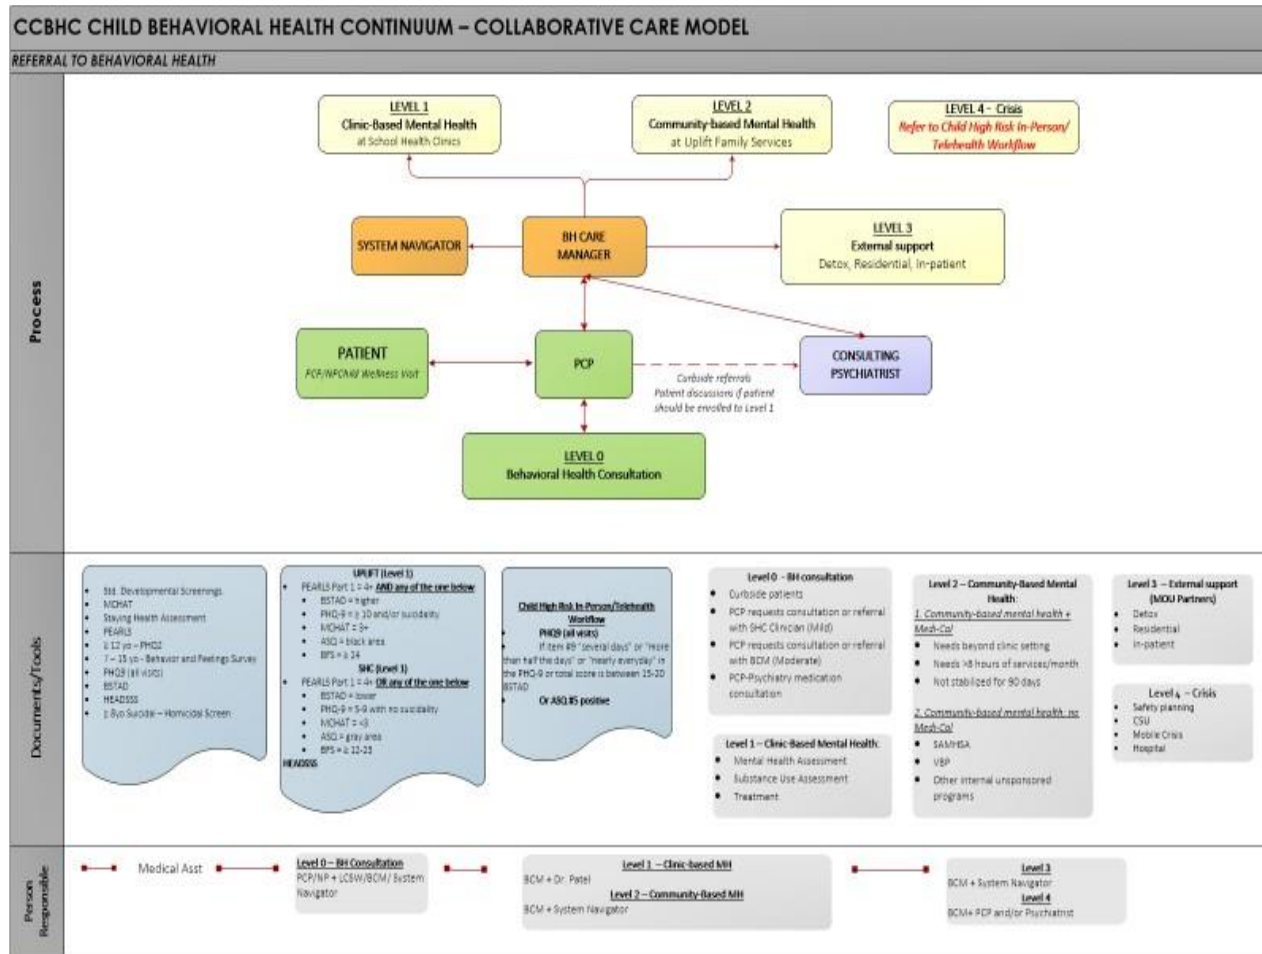 CCBHC CHILD BEHAVIORAL HEALTH CONTINUUM – COLLABORATIVE CARE MODEL
REFERRAL TO BEHAVIORAL HEALTH
Process
LEVEL 1
Clinic-Based Mental Health
at School Health Clinics
LEVEL 2
Community-based Mental Health
at Uplift Family Services
LEVEL 4 - Crisis
Refer to Child High Risk In-Person/
Telehealth Workflow
SYSTEM NAVIGATOR
BH CARE
MANAGER
LEVEL 3
External support
Detox, Residential, In-patient
PATIENT
PCP/NPChild Wellness Visit
PCP
Curbside referrals
Patient discussions if patient
should be enrolled to Level 1
CONSULTING
PSYCHIATRIST
LEVEL 0
Behavioral Health Consultation
Documents/Tools
• Std. Developmental Screenings
• MCHAT
• Staying Health Assessment
• PEARLS
• ≥ 12 yo – PHQ2
• 7 – 15 yo - Behavior and Feelings Survey
• PHQ9 (all visits)
• BSTAD
• HEADSSS
• ≥ 8yo Suicidal – Homicidal Screen
UPLIFT (Level 1)
• PEARLS Part 1 = 4+ AND any of the one below
• BSTAD = higher
• PHQ-9 = ≥ 10 and/or suicidality
• MCHAT = 3+
• ASQ = black area
• BFS = ≥ 14
SHC (Level 1)
• PEARLS Part 1 = 4+ OR any of the one below
• BSTAD = lower
• PHQ-9 = 5-9 with no suicidality
• MCHAT = <3
• ASQ = gray area
• BFS = ≥ 12-23
HEADSSS
Child High Risk In-Person/Telehealth
Workflow
• PHQ9 (all visits)
• If item #9 "several days" or "more
than half the days" or "nearly everyday" in
the PHQ-9 or total score is between 15-20
BSTAD
• Or ASQ #5 positive
Level 0 - BH consultation
• Curbside patients
• PCP requests consultation or referral
with SHC Clinician (Mild)
• PCP requests consultation or referral
with BCM (Moderate)
• PCP-Psychiatry medication
consultation
Level 1 – Clinic-Based Mental Health:
• Mental Health Assessment
• Substance Use Assessment
• Treatment
Level 2 – Community-Based Mental
Health:
1. Community-based mental health +
Medi-Cal
• Needs beyond clinic setting
• Needs >8 hours of services/month
• Not stabilized for 90 days
2. Community-based mental health: no
Medi-Cal
• SAMHSA
• VBP
• Other internal unsponsored
programs
Level 3 – External support
(MOU Partners)
• Detox
• Residential
• In-patient
Level 4 – Crisis
• Safety planning
• CSU
• Mobile Crisis
• Hospital
Person
Responsible
Medical Asst
Level 0 – BH Consultation
PCP/NP + LCSW/BCM/ System
Navigator
Level 1 – Clinic-based MH
BCM + Dr. Patel
Level 2 – Community-Based MH
BCM + System Navigator
Level 3
BCM + System Navigator
Level 4
BCM+ PCP and/or Psychiatrist